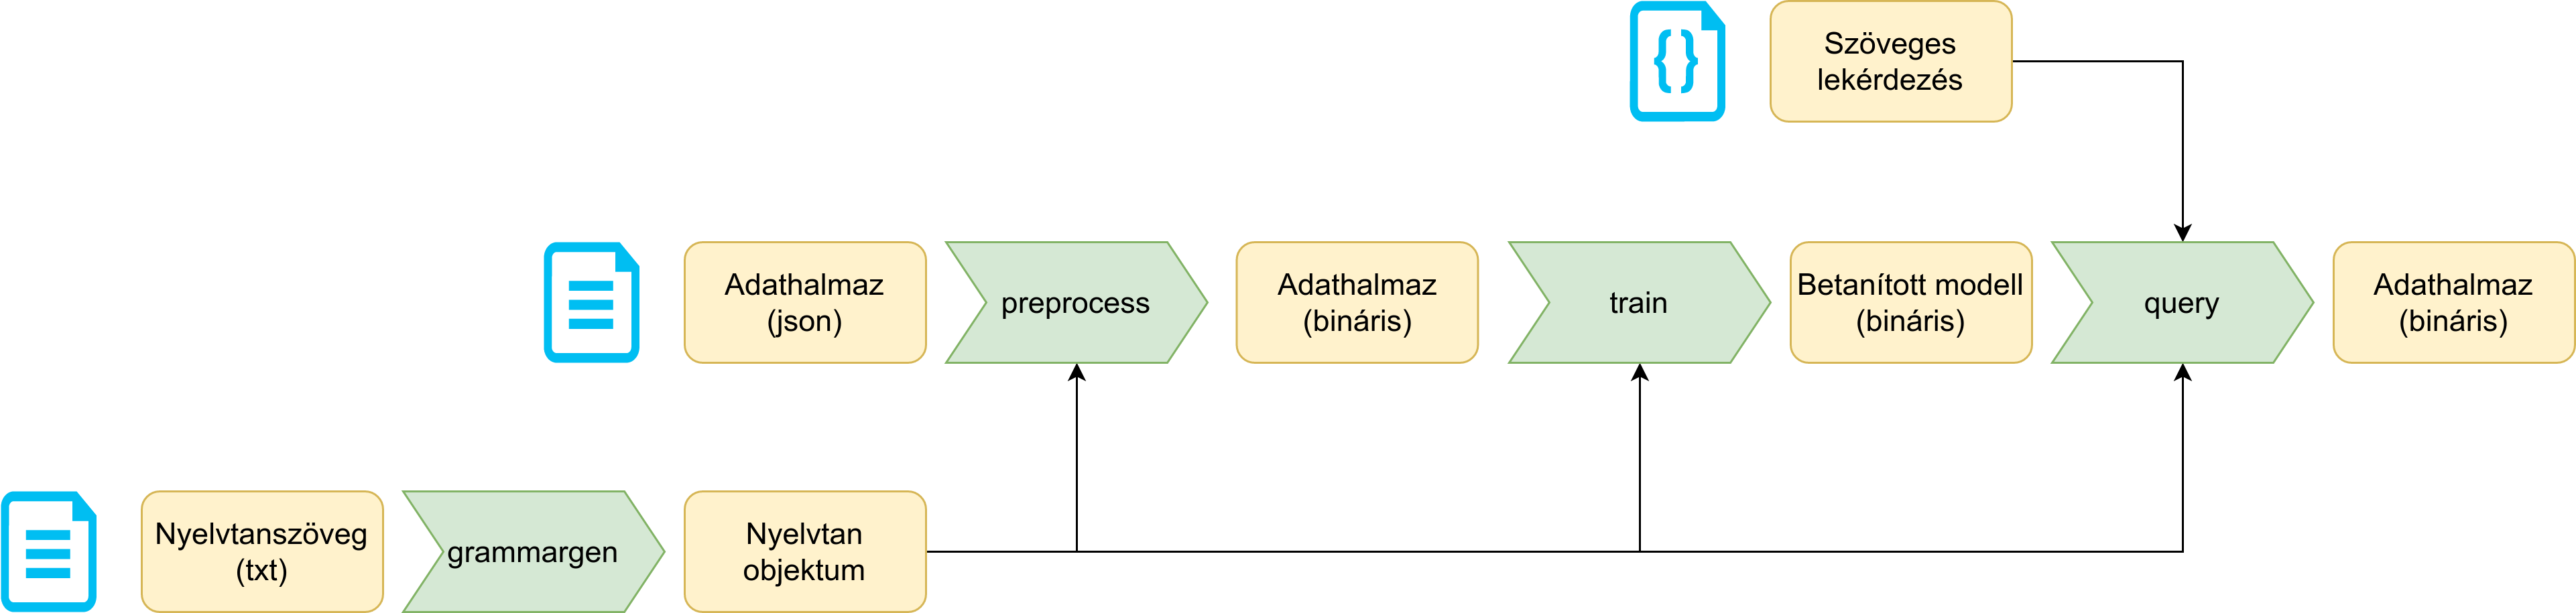 Szöveges
lekérdezés
Adathalmaz
(json)
preprocess
Adathalmaz
(bináris)
train
Betanított modell
(bináris)
query
Adathalmaz
(bináris)
Nyelvtanszöveg
(txt)
grammargen
Nyelvtan
objektum